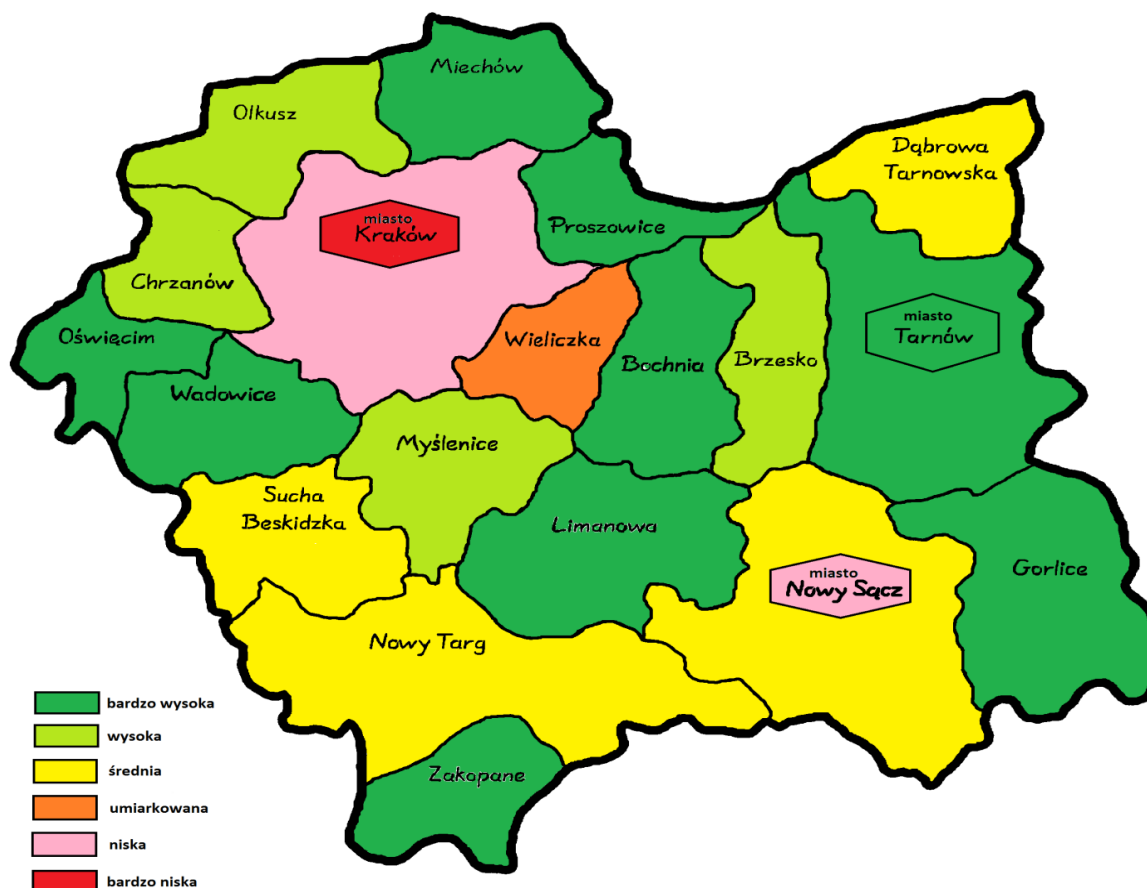 Miechów
Olkusz
Dąbrowa
Tarnowska
miasto
Kraków
Proszowice
Chrzanów
miasto
Tarnów
Oświęcim
Wieliczka
Bochnia
Brzesko
Wadowice
Myślenice
Sucha
Beskidzka
Limanowa
miasto
Nowy Sącz
Gorlice
Nowy Targ
Zakopane
bardzo wysoka
wysoka
średnia
umiarkowana
niska
bardzo niska